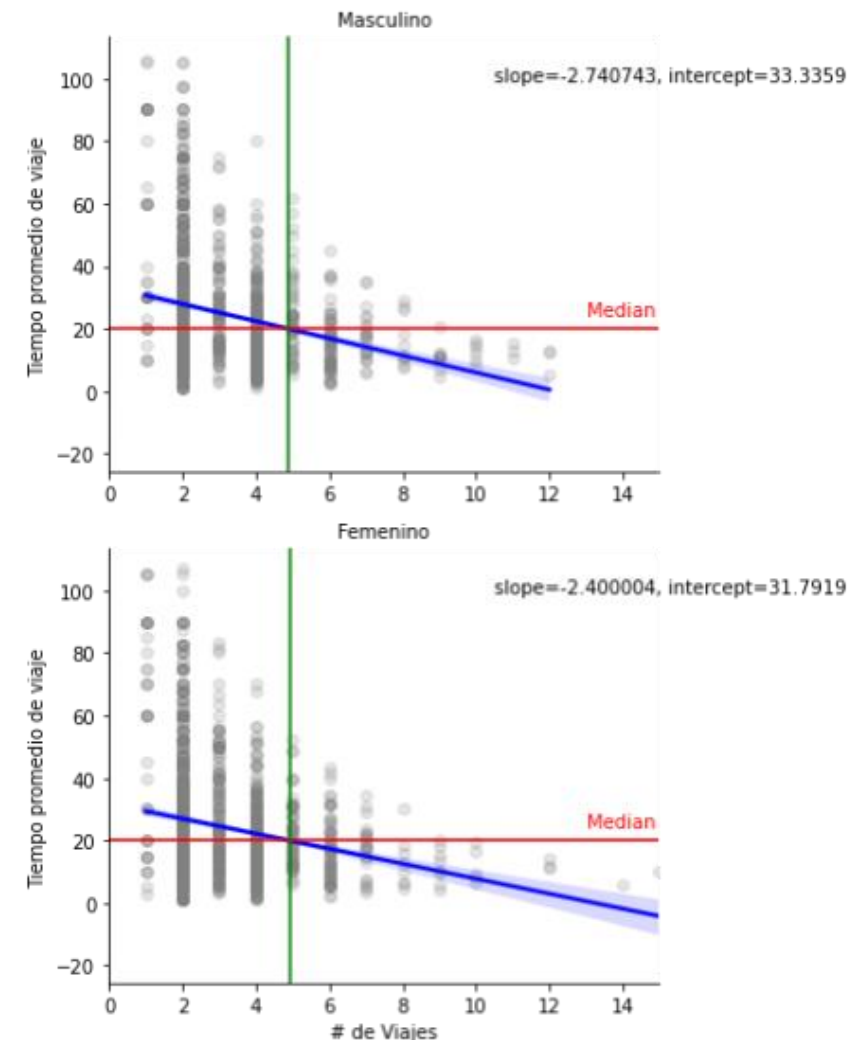 Masculino
slope=-2.740743, intercept=33.3359
Tiempo promedio de viaje
100
80
60
40
20
0
−20
Median
0 2 4 6 8 10 12 14
Femenino
slope=-2.400004, intercept=31.7919
Tiempo promedio de viaje
100
80
60
40
20
0
−20
Median
0 2 4 6 8 10 12 14
# de Viajes